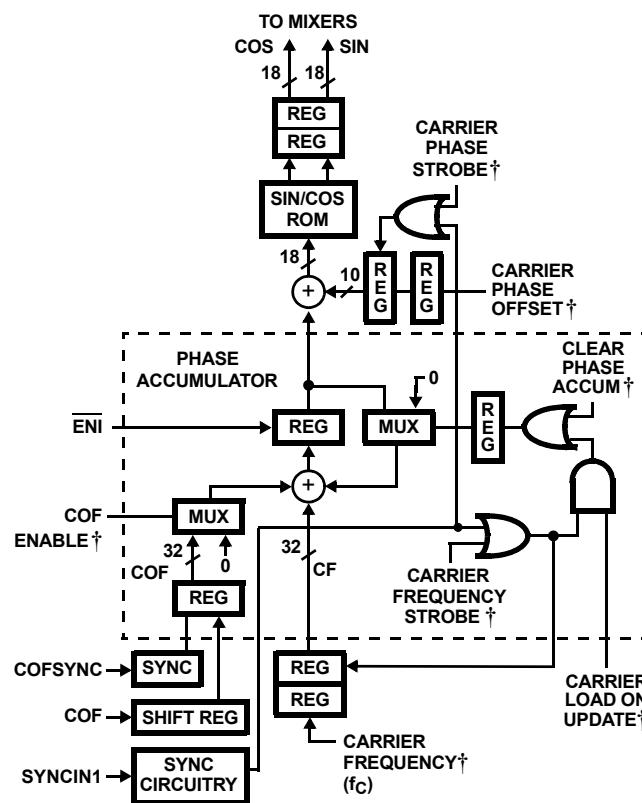 TO MIXERS
COS SIN
18 18
REG
REG
CARRIER
PHASE
STROBE†
SIN/COS
ROM
18
10
+
REG
REG
CARRIER
PHASE
OFFSET†
PHASE
ACCUMULATOR
0
CLEAR
PHASE
ACCUM†
ENI
REG
MUX
REG
+
COF
ENABLE†
MUX
32
COF
0
32
CF
REG
CARRIER
FREQUENCY
STROBE†
COFSYNC
SYNC
REG
REG
COF
SHIFT REG
CARRIER
LOAD ON
UPDATE†
SYNCIN1
SYNC
CIRCUITRY
CARRIER
FREQUENCY†
(fC)